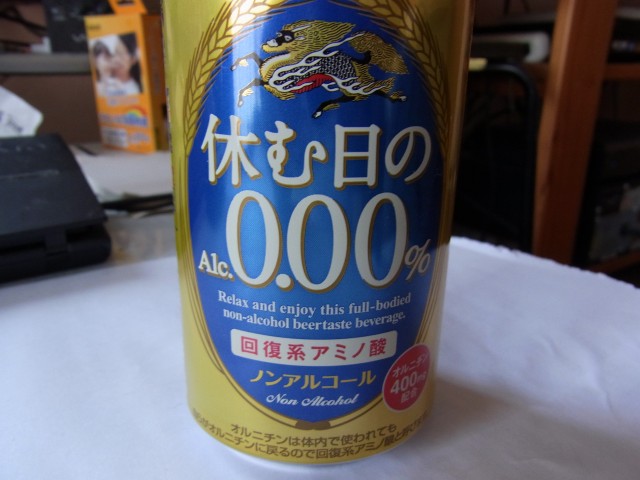 KIRIN
休む日の
Alc.0.00%
Relax and enjoy this full-bodied
non-alcohol beertaste beverage.
回復系アミノ酸
ノンアルコール
Non Alcohol
オルニチン
400mg
配合
オルニチンは体内で使われても
オルニチンに戻るので回復系アミノ酸と